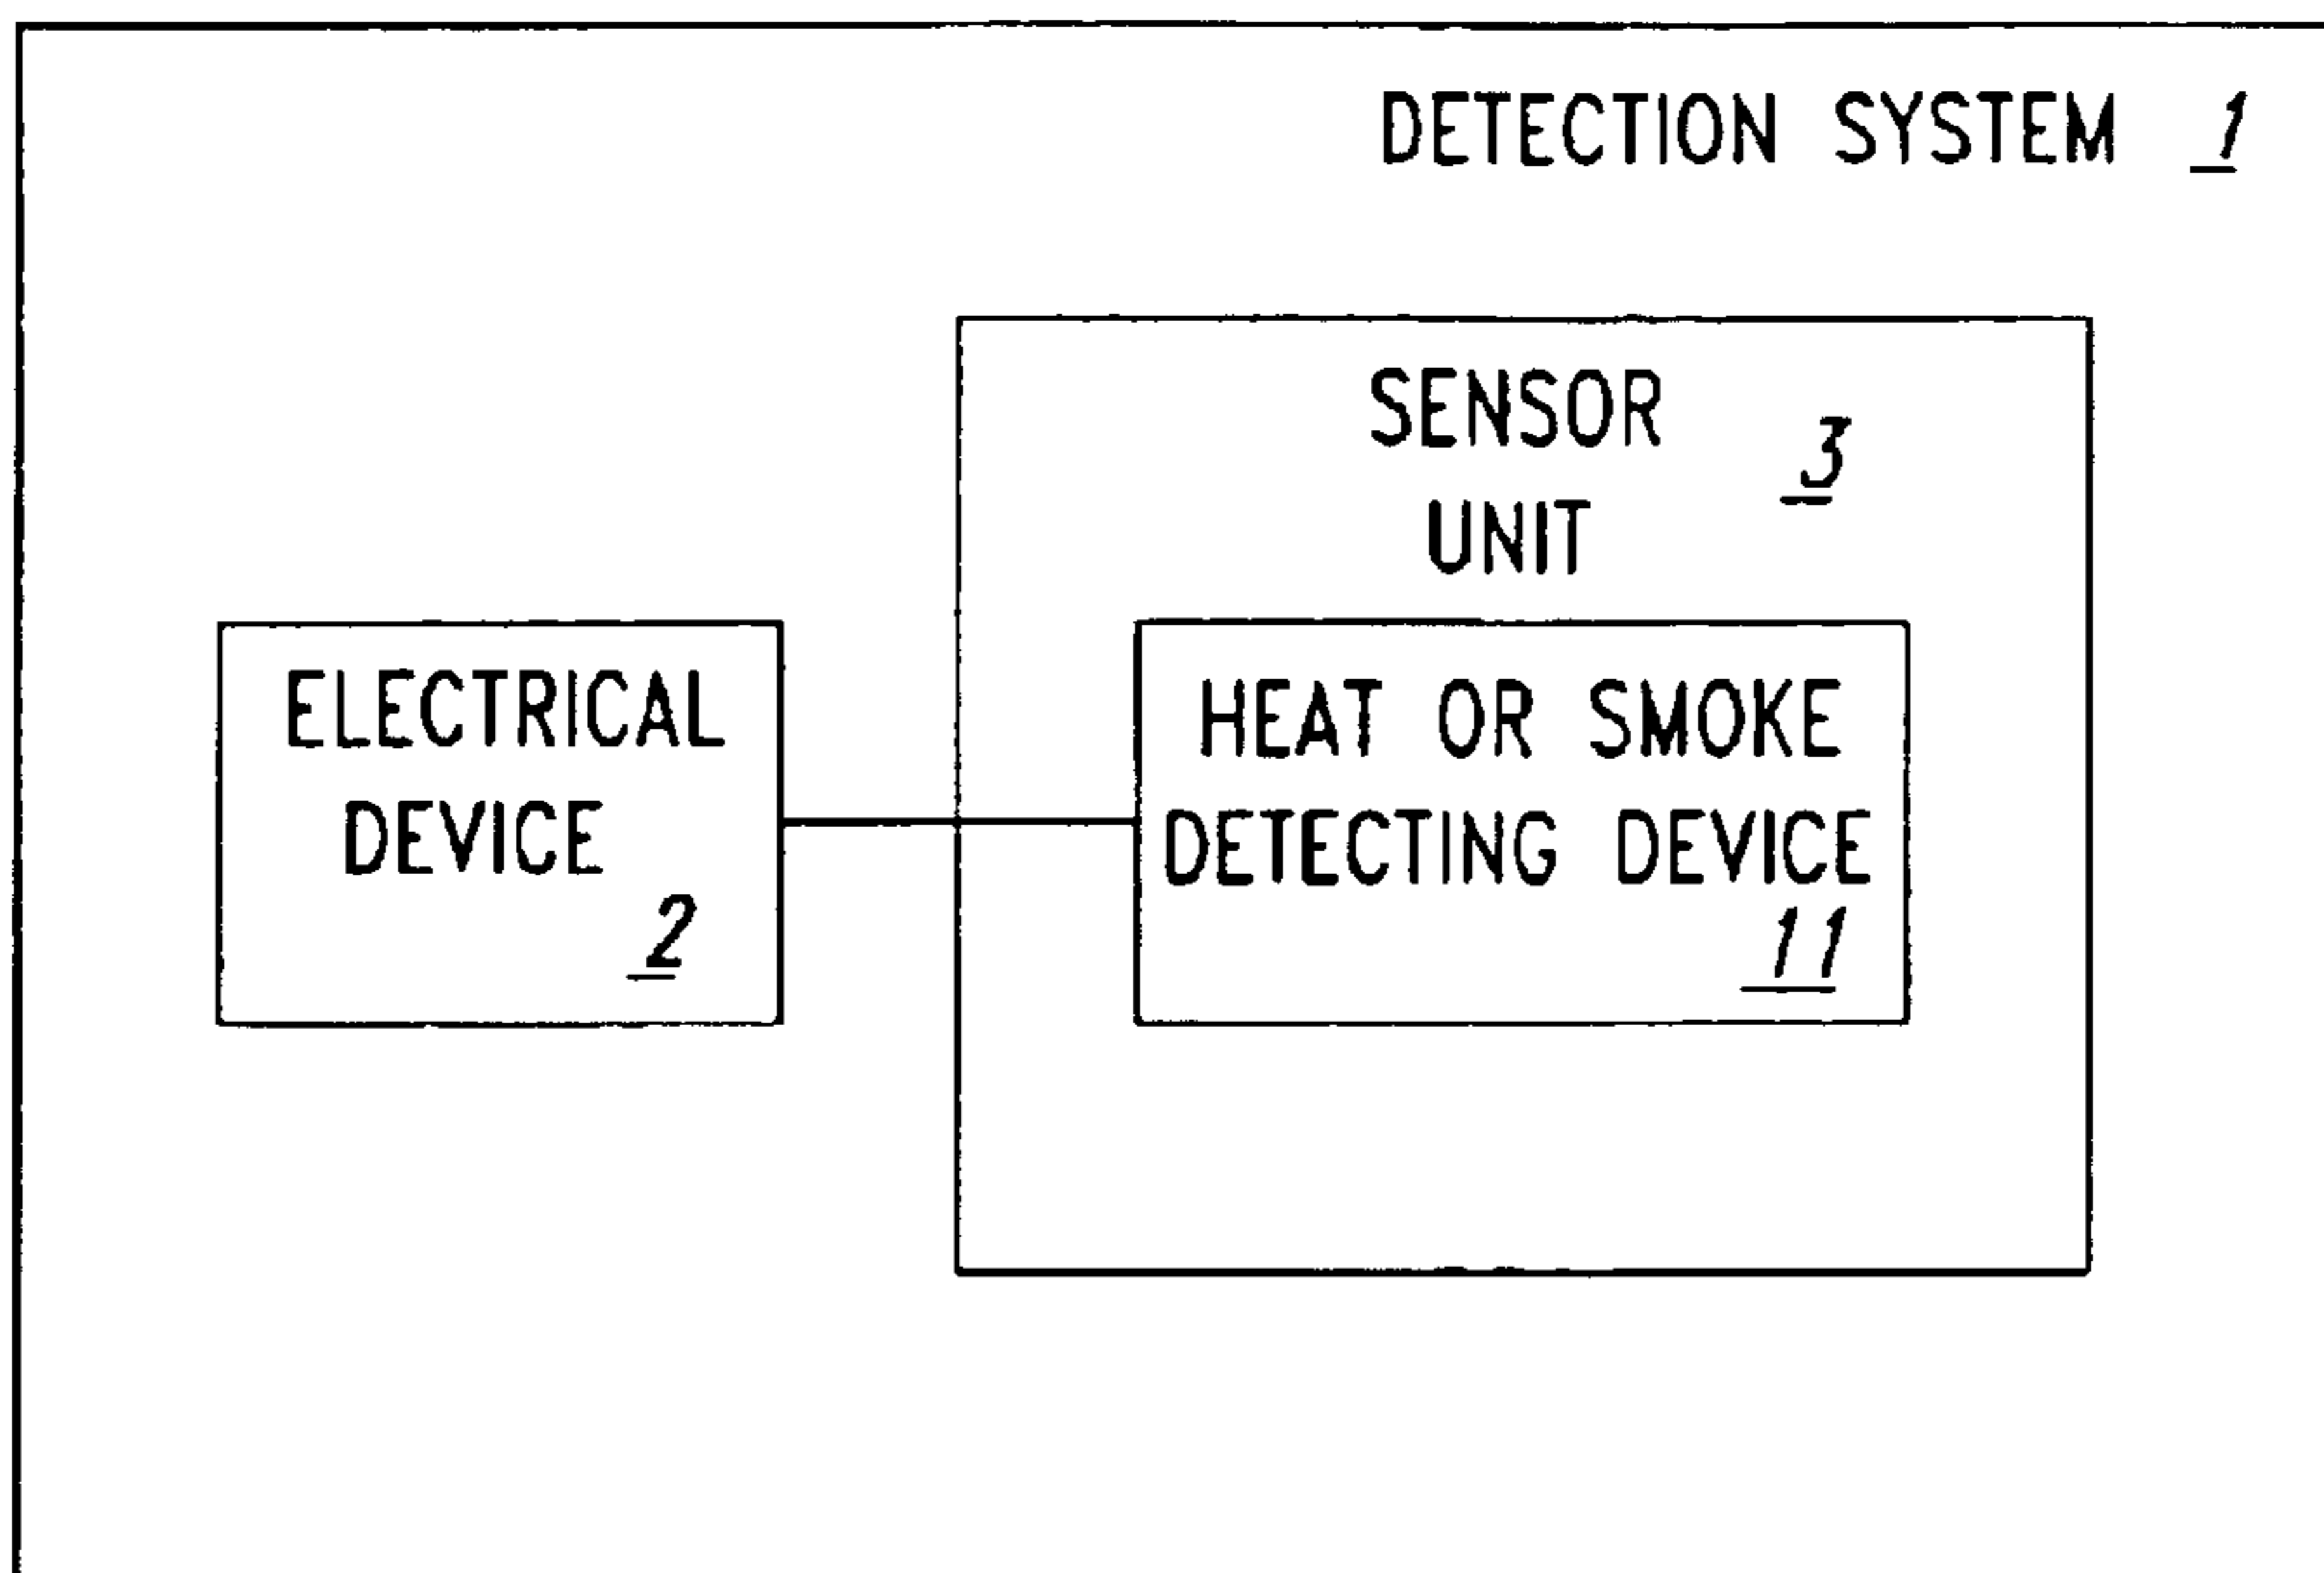 DETECTION SYSTEM 1
SENSOR
3
UNIT
ELECTRICAL
DEVICE
2
HEAT OR SMOKE
DETECTING DEVICE
11